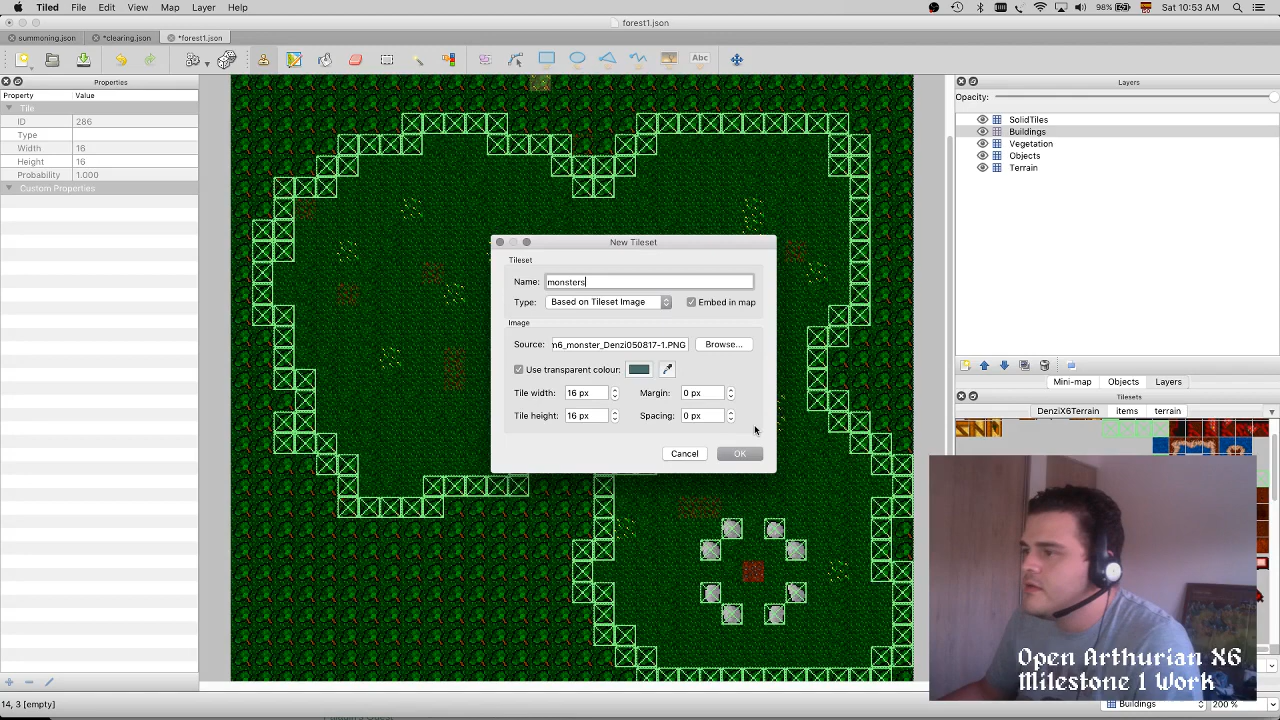 Tiled File Edit View Map Layer Help 98% Sat 10:53 AM
forest1.json
summoning.json *clearing.json *forest1.json
Abc
Properties
Property Value
Tile
ID 286
Type
Width 16
Height 16
Probability 1.000
Custom Properties
New Tileset
Tileset
Name: monsters
Type: Based on Tileset Image Embed in map
Image
Source: n6_monster_Denzi050817-1.PNG Browse...
Use transparent colour:
Tile width: 16 px Margin: 0 px
Tile height: 16 px Spacing: 0 px
Cancel OK
Layers
Opacity:
SolidTiles
Buildings
Vegetation
Objects
Terrain
Mini-map Objects Layers
Tilesets
DenziX6Terrain items terrain
Open Arthurian X6
Milestone 1 Work
14, 3 [empty] Buildings 200 %